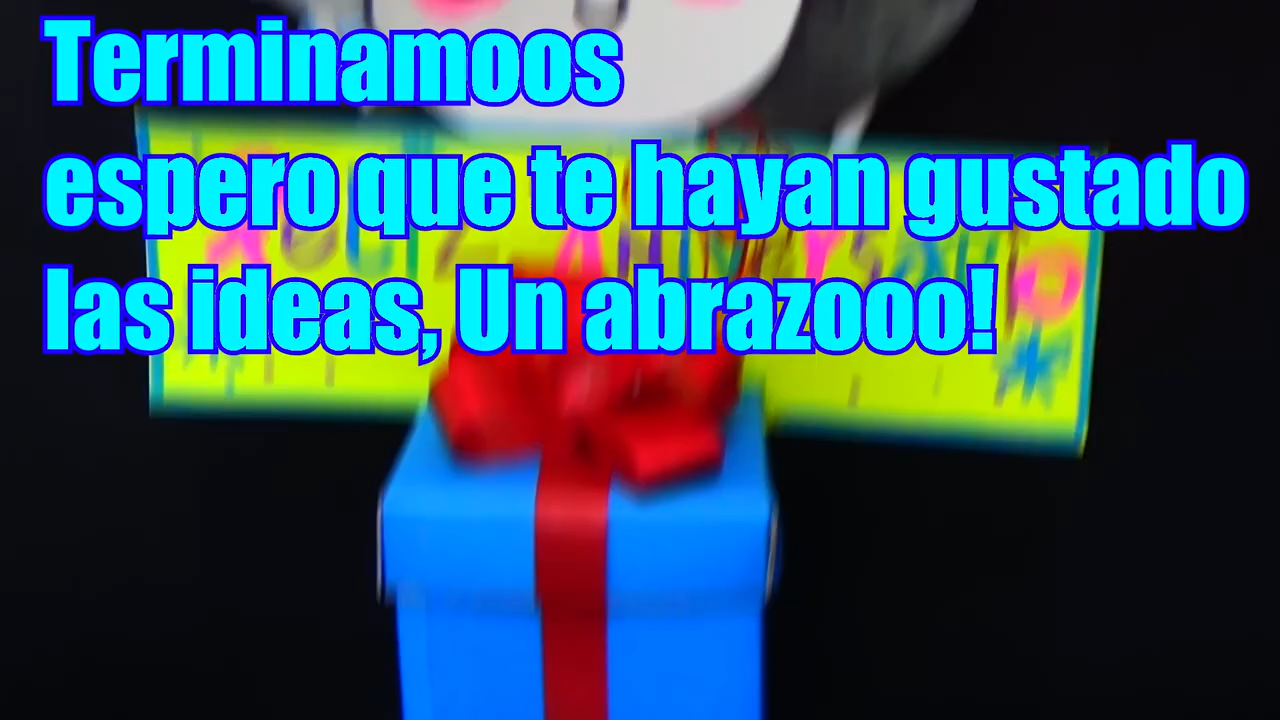 Terminamoos
espero que te hayan gustado
las ideas, Un abrazooo!